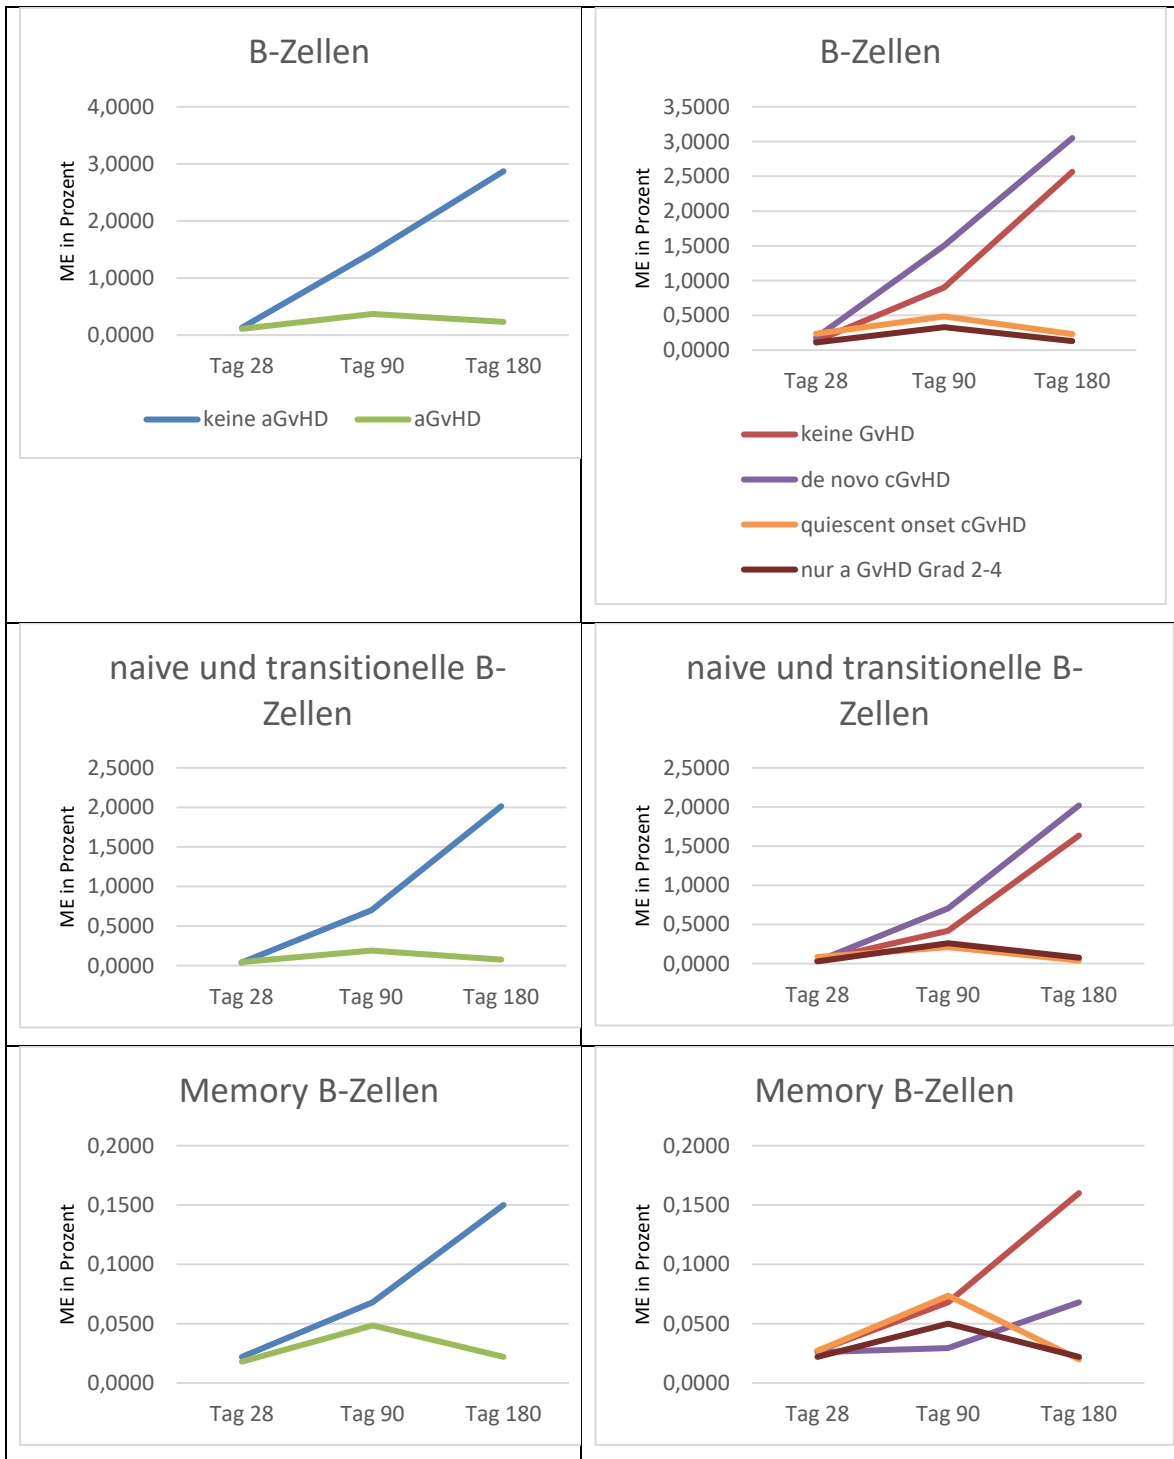 B-Zellen
4,0000
3,0000
2,0000
1,0000
0,0000
ME in Prozent
Tag 28 Tag 90 Tag 180
keine aGvHD aGvHD
B-Zellen
3,5000
3,0000
2,5000
2,0000
1,5000
1,0000
0,5000
0,0000
ME in Prozent
Tag 28 Tag 90 Tag 180
keine GvHD
de novo cGvHD
quiescent onset cGvHD
nur a GvHD Grad 2-4
naive und transitionelle B-
Zellen
2,5000
2,0000
1,5000
1,0000
0,5000
0,0000
ME in Prozent
Tag 28 Tag 90 Tag 180
naive und transitionelle B-
Zellen
2,5000
2,0000
1,5000
1,0000
0,5000
0,0000
ME in Prozent
Tag 28 Tag 90 Tag 180
Memory B-Zellen
0,2000
0,1500
0,1000
0,0500
0,0000
ME in Prozent
Tag 28 Tag 90 Tag 180
Memory B-Zellen
0,2000
0,1500
0,1000
0,0500
0,0000
ME in Prozent
Tag 28 Tag 90 Tag 180